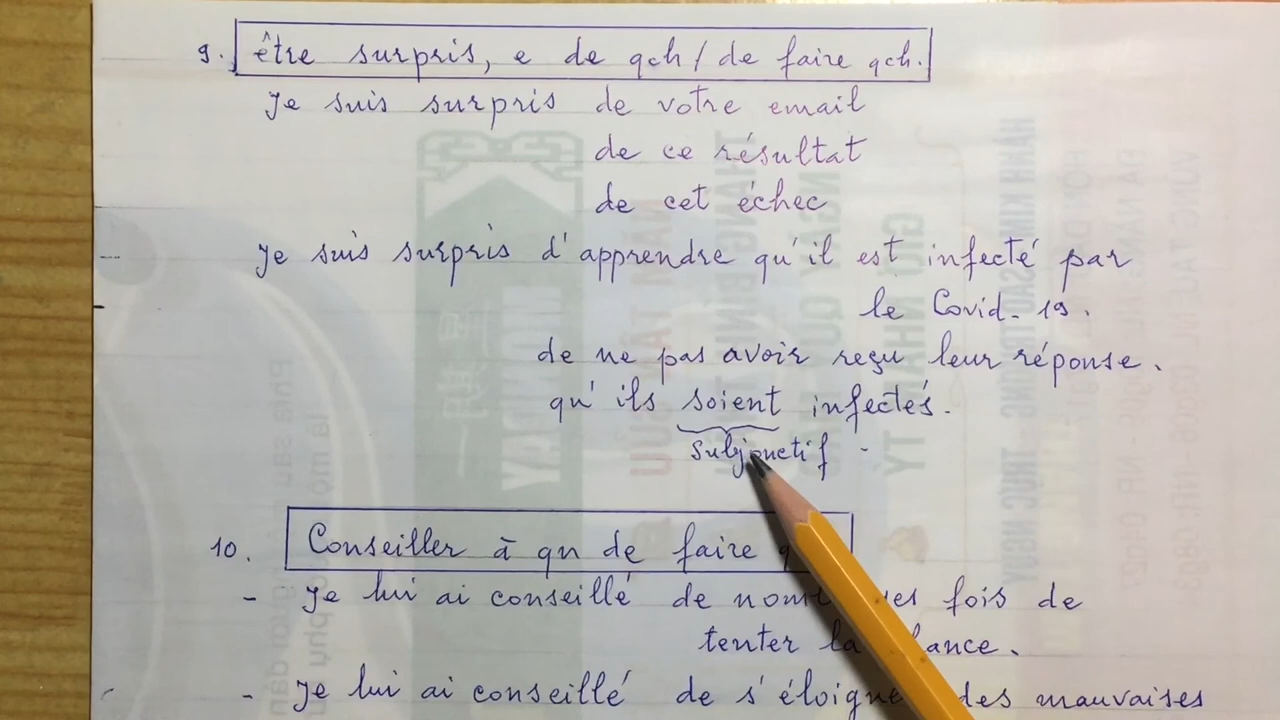 9. être surpris, e de qch / de faire qch.
Je suis surpris de votre email
de ce résultat
de cet échec
Je suis surpris d'apprendre qu'il est infecté par
le Covid-19.
de ne pas avoir reçu leur réponse.
qu'ils soient infectés.
Subjonctif
10. Conseiller à qn de faire
- Je lui ai conseillé de fois de
tenter la
- Je lui ai conseillé de des mauvaises